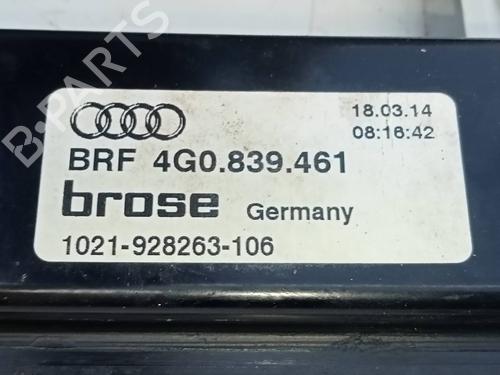 B-PARTS
18.03.14
08:16:42
BRF 4G0.839.461
brose Germany
1021-928263-106